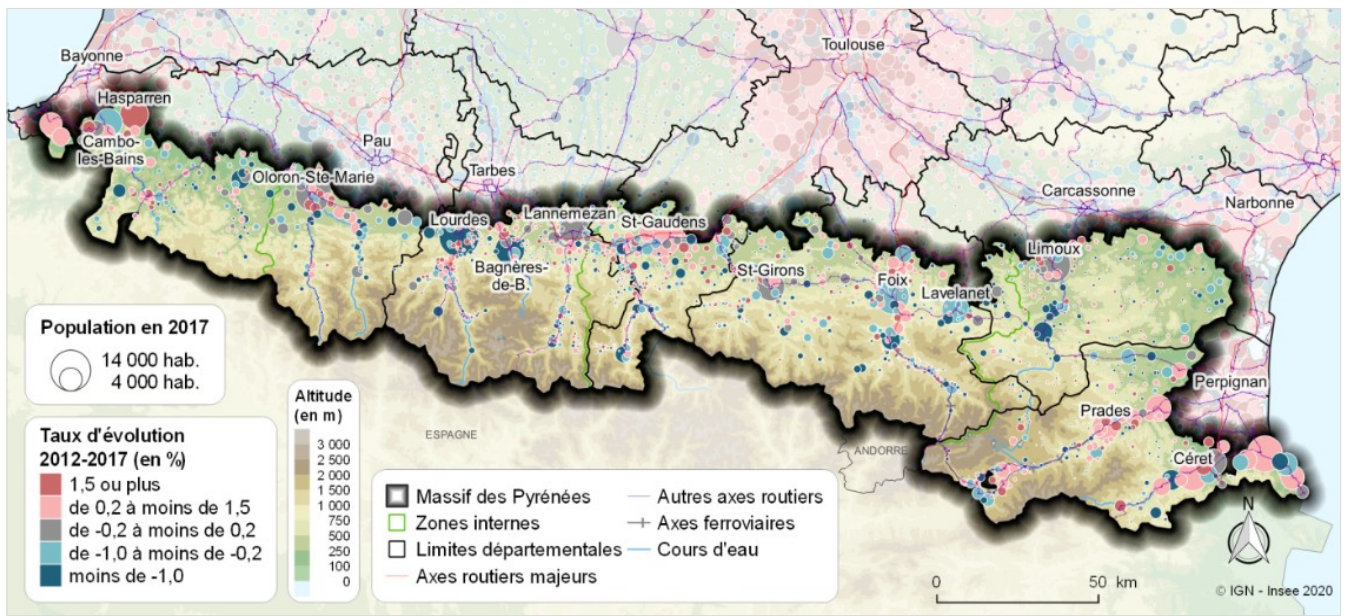 Bayonne
Hasparren
Cambo-
les-Bains
Pau
Oloron-Ste-Marie
Tarbes
Lourdes
Lannemezan
Bagnères-
de-B.
St-Gaudens
Toulouse
St-Girons
Foix
Lavelanet
Carcassonne
Narbonne
Limoux
Perpignan
Prades
Céret
ESPAGNE
ANDORRE
Population en 2017
14 000 hab.
4 000 hab.
Taux d'évolution
2012-2017 (en %)
1,5 ou plus
de 0,2 à moins de 1,5
de -0,2 à moins de 0,2
de -1,0 à moins de -0,2
moins de -1,0
Altitude
(en m)
3 000
2 500
2 000
1 500
1 000
750
500
250
100
0
Massif des Pyrénées
Zones internes
Limites départementales
Axes routiers majeurs
Autres axes routiers
Axes ferroviaires
Cours d'eau
N
0 50 km
© IGN - Insee 2020